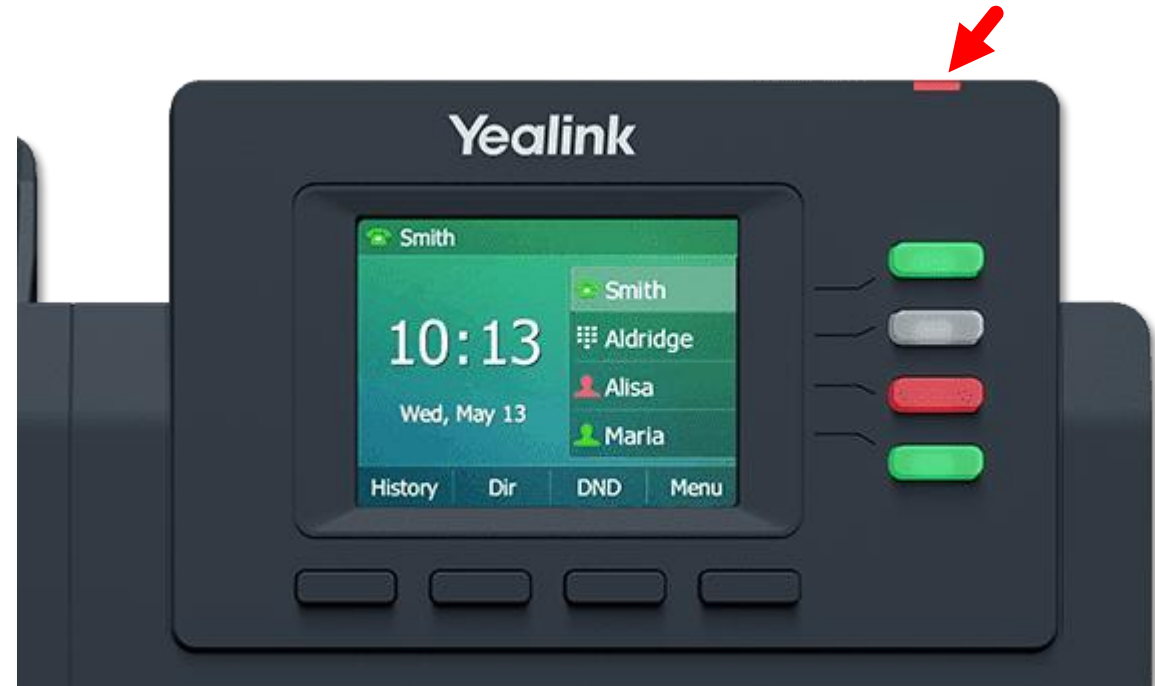 Yealink
Smith
Smith
10:13
Aldridge
Alisa
Wed, May 13
Maria
History Dir DND Menu